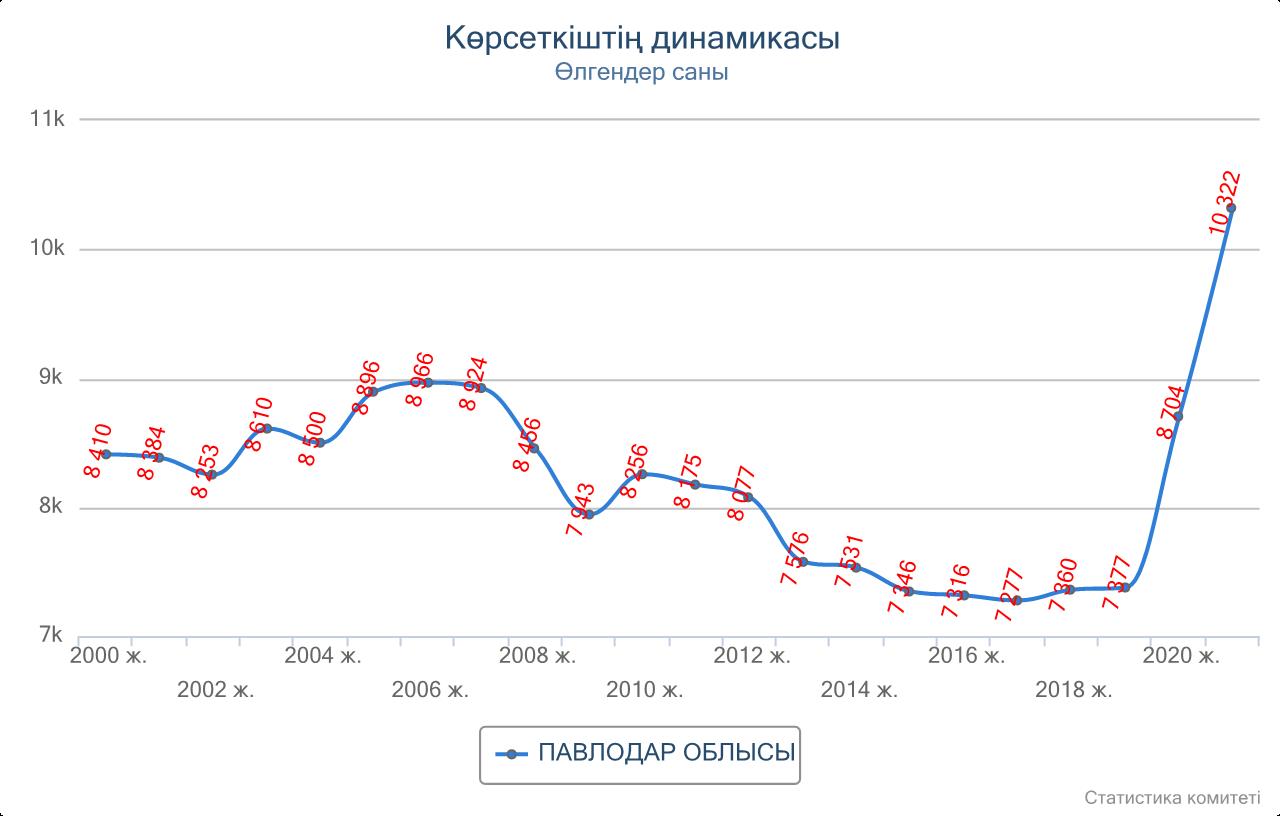 Көрсеткіштің динамикасы
Өлгендер саны
11k
10k
9k
8k
7k
8 410
8 384
8 253
8 610
8 500
8 896
8 966
8 924
8 456
7 943
8 256
8 175
8 077
7 576
7 531
7 346
7 316
7 277
7 360
7 377
8 704
10 322
2000 ж. 2004 ж. 2008 ж. 2012 ж. 2016 ж. 2020 ж.
2002 ж. 2006 ж. 2010 ж. 2014 ж. 2018 ж.
ПАВЛОДАР ОБЛЫСЫ
Статистика комитеті